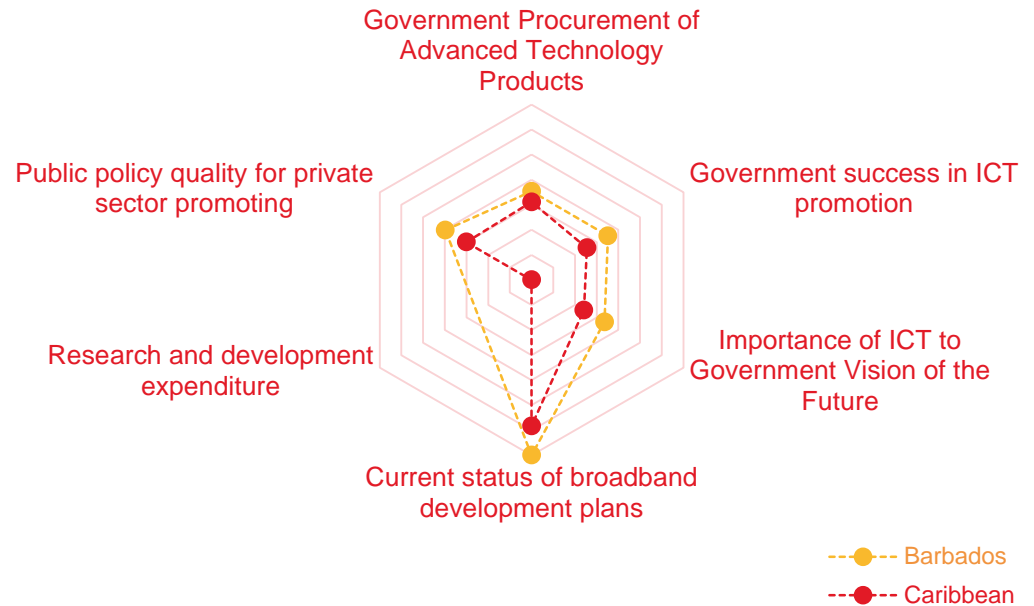 Government Procurement of
Advanced Technology
Products
Government success in ICT
promotion
Importance of ICT to
Government Vision of the
Future
Current status of broadband
development plans
Research and development
expenditure
Public policy quality for private
sector promoting
Barbados
Caribbean